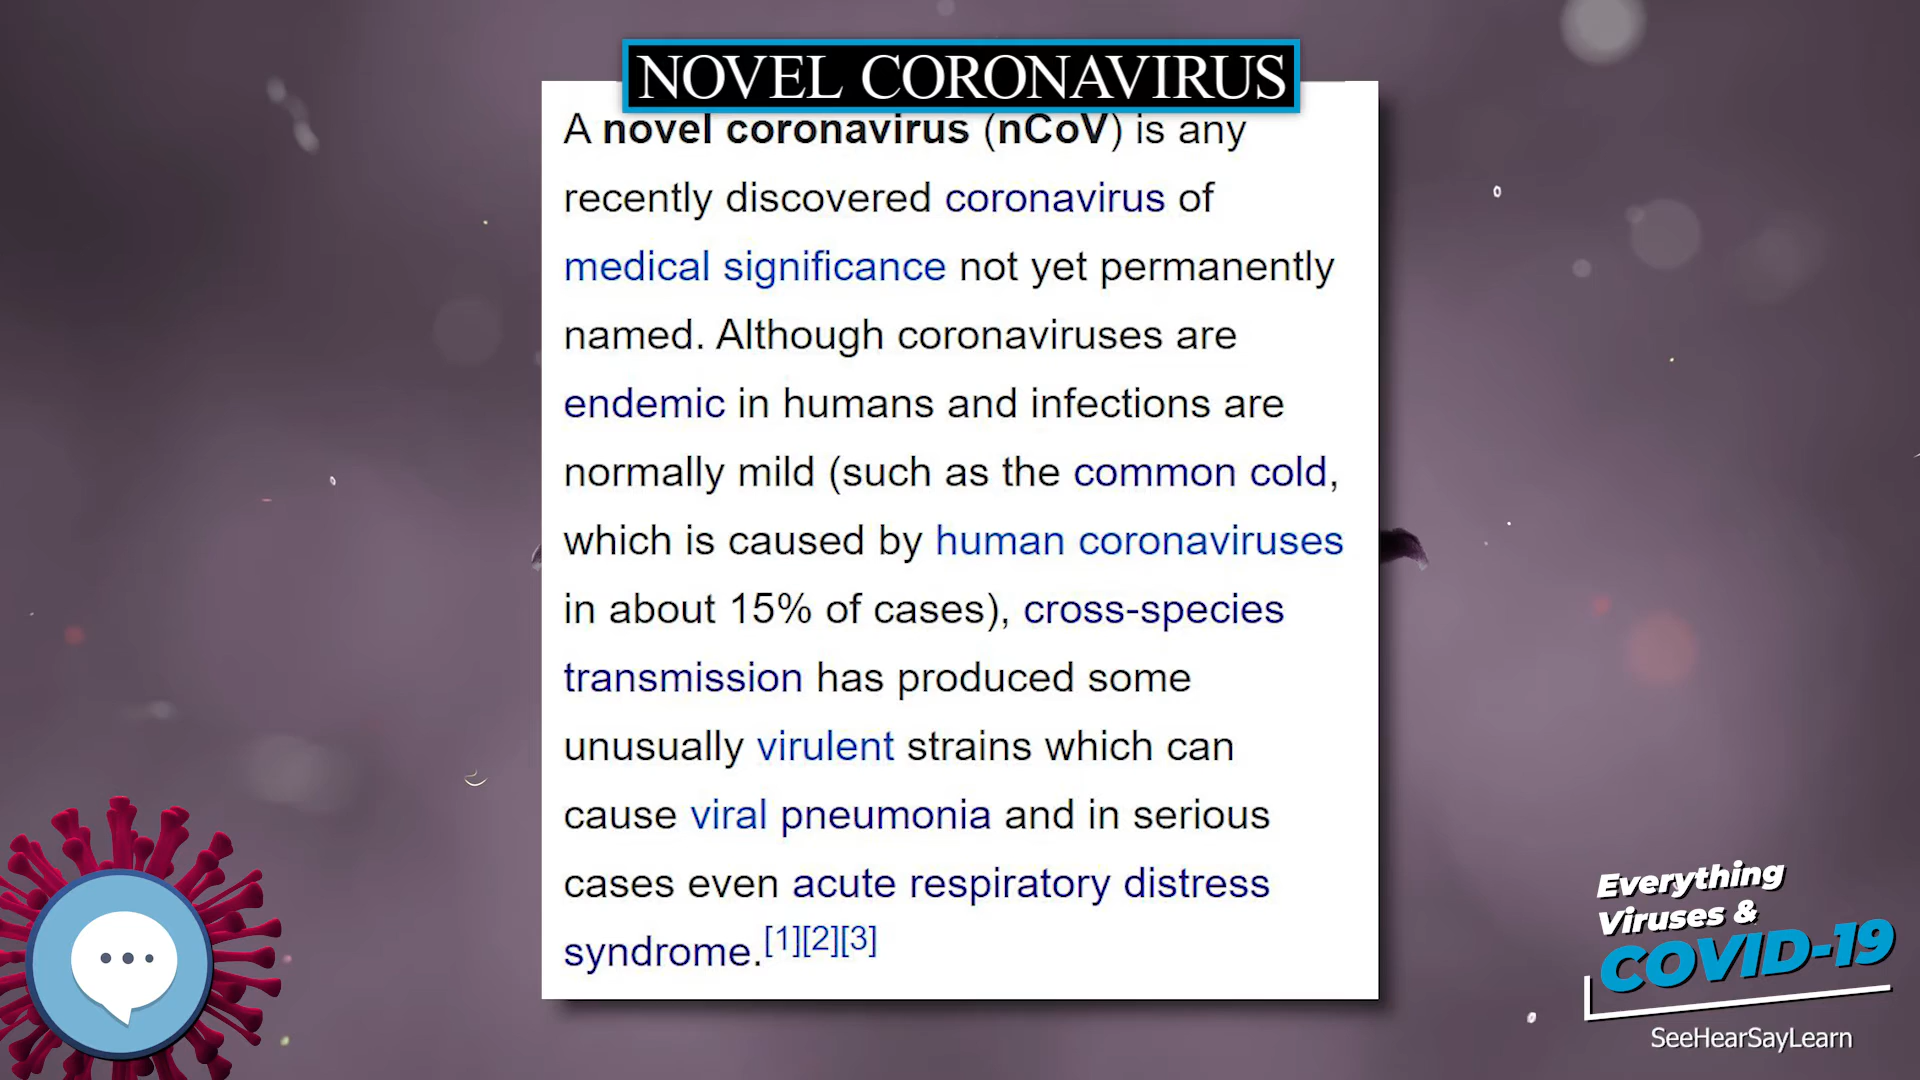 NOVEL CORONAVIRUS
A novel coronavirus (nCoV) is any
recently discovered coronavirus of
medical significance not yet permanently
named. Although coronaviruses are
endemic in humans and infections are
normally mild (such as the common cold,
which is caused by human coronaviruses
in about 15% of cases), cross-species
transmission has produced some
unusually virulent strains which can
cause viral pneumonia and in serious
cases even acute respiratory distress
syndrome.[1][2][3]
Everything
Viruses &
COVID-19
SeeHearSayLearn